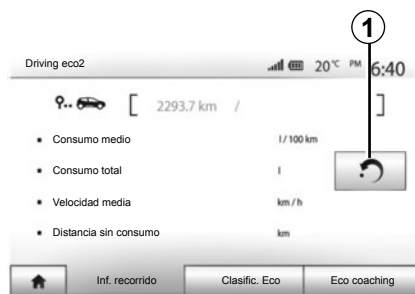 1
Driving eco2 20°C PM 6:40
[ 2293.7 km / ]
▪ Consumo medio l / 100 km
▪ Consumo total l
▪ Velocidad media km / h
▪ Distancia sin consumo km
Inf. recorrido Clasific. Eco Eco coaching